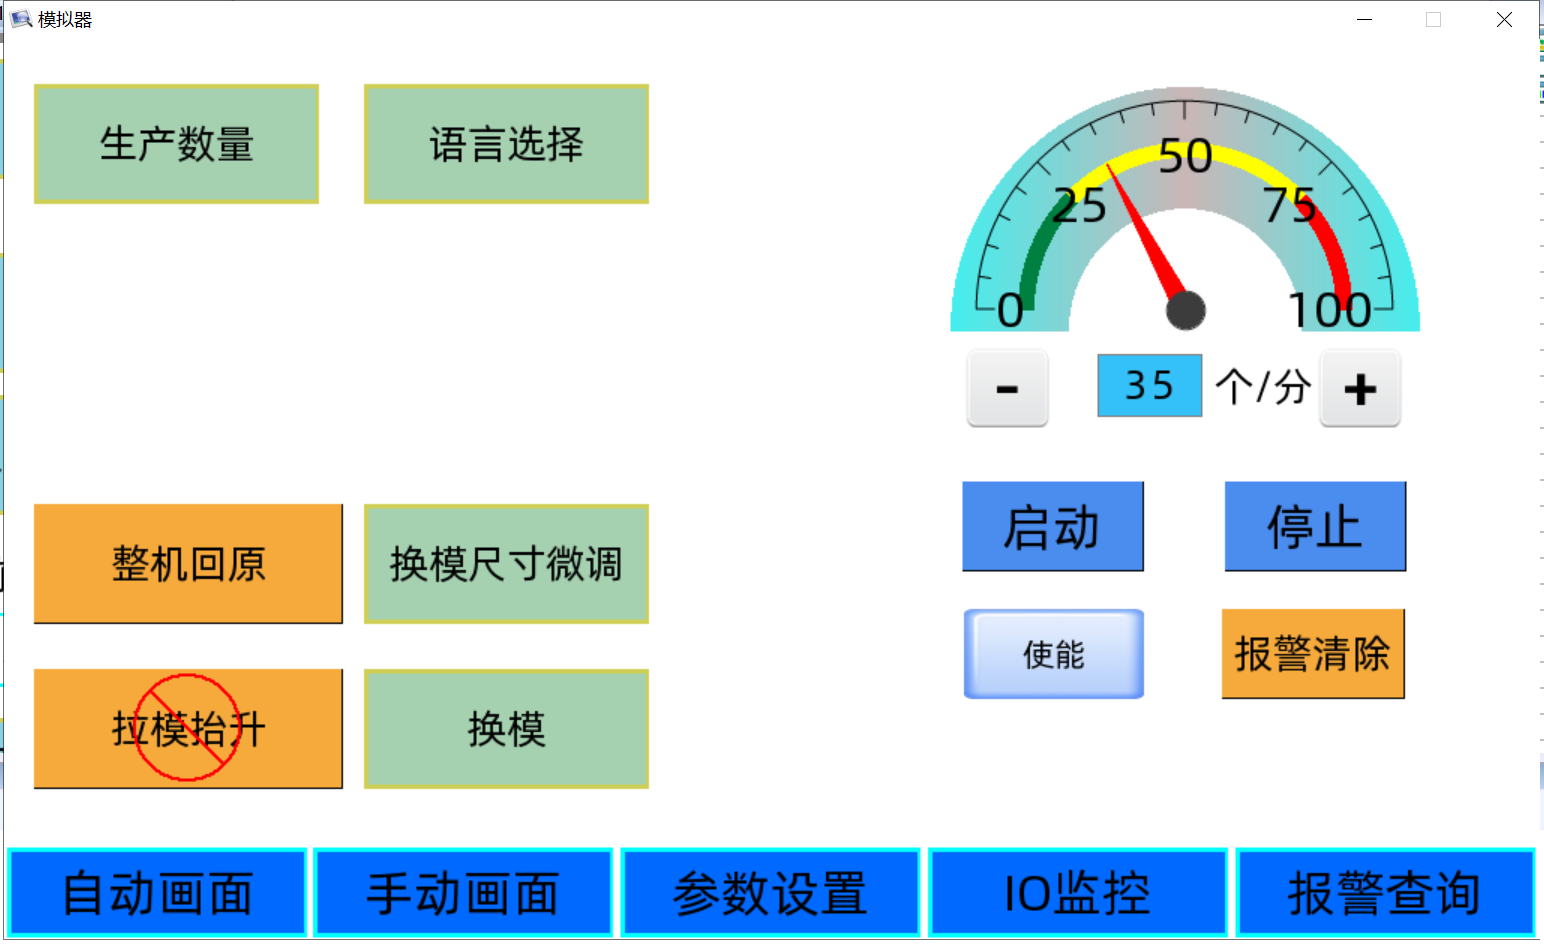 模拟器
生产数量
语言选择
50
25
75
0
100
-
35
个/分
+
启动
停止
整机回原
换模尺寸微调
使能
报警清除
拉模抬升
换模
自动画面
手动画面
参数设置
IO监控
报警查询